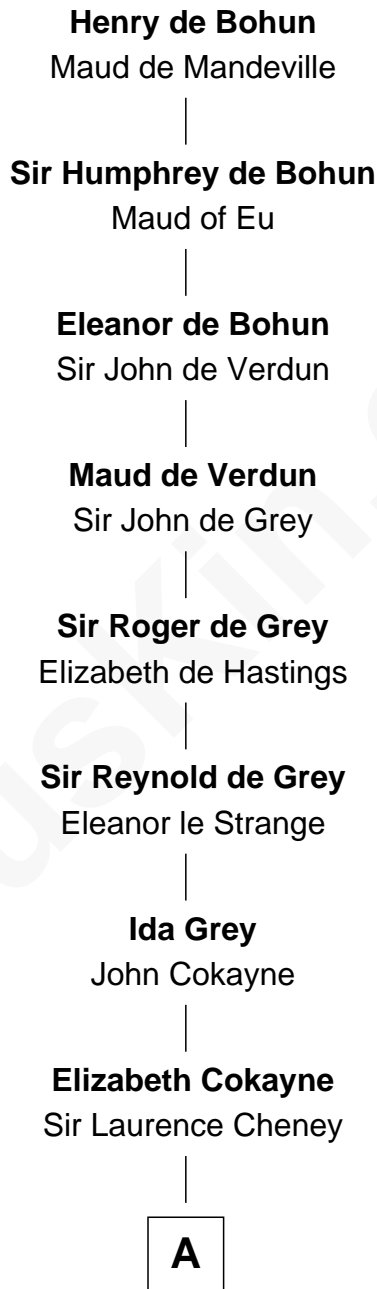 Henry de Bohun
Maud de Mandeville
Sir Humphrey de Bohun
Maud of Eu
Eleanor de Bohun
Sir John de Verdun
Maud de Verdun
Sir John de Grey
Sir Roger de Grey
Elizabeth de Hastings
Sir Reynold de Grey
Eleanor le Strange
Ida Grey
John Cokayne
Elizabeth Cokayne
Sir Laurence Cheney
A